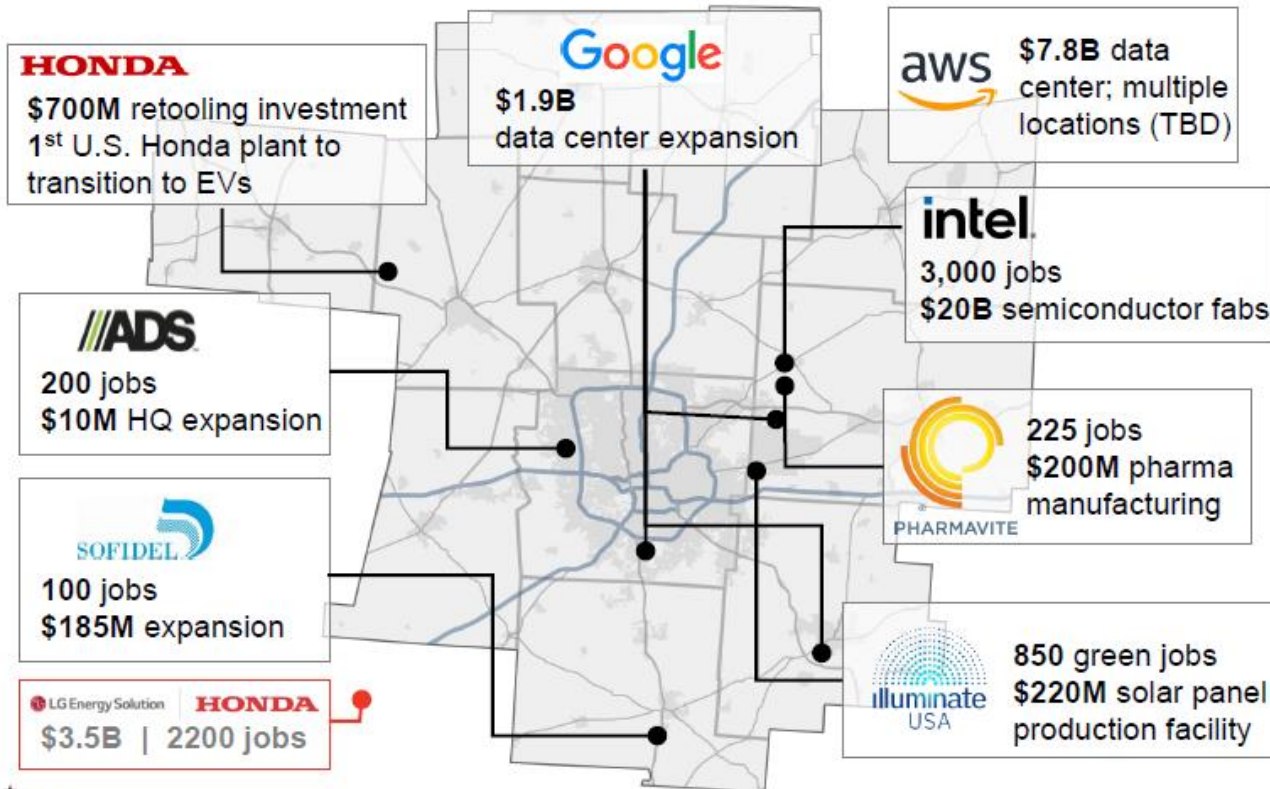 HONDA
$700M retooling investment
1st U.S. Honda plant to
transition to EVs
Google
$1.9B
data center expansion
aws
$7.8B data
center; multiple
locations (TBD)
intel.
3,000 jobs
$20B semiconductor fabs
ADS
200 jobs
$10M HQ expansion
PHARMAVITE
225 jobs
$200M pharma
manufacturing
SOFIDEL
100 jobs
$185M expansion
illuminate
USA
850 green jobs
$220M solar panel
production facility
LG Energy Solution | HONDA
$3.5B | 2200 jobs